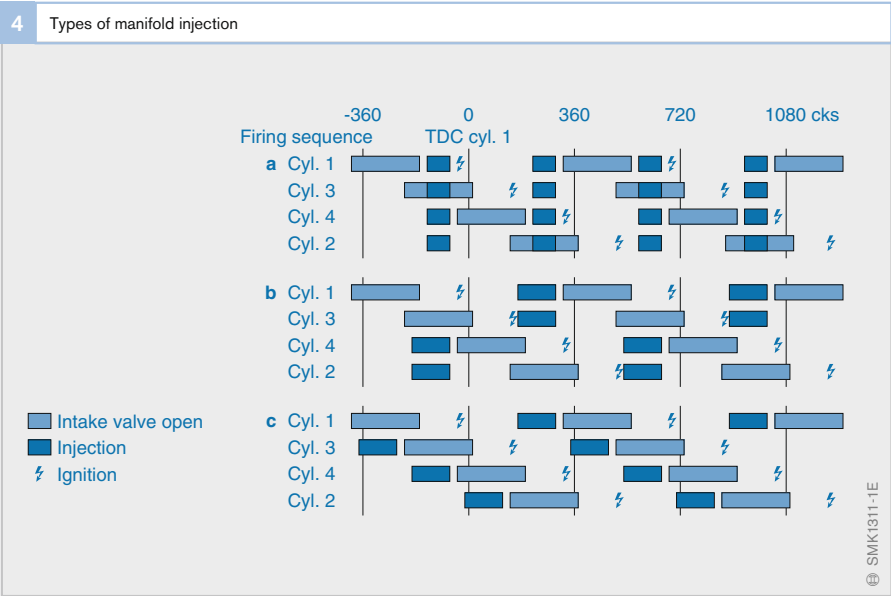 4 Types of manifold injection
-360 0 360 720 1080 cks
Firing sequence TDC cyl. 1
a Cyl. 1
Cyl. 3
Cyl. 4
Cyl. 2
b Cyl. 1
Cyl. 3
Cyl. 4
Cyl. 2
c Cyl. 1
Cyl. 3
Cyl. 4
Cyl. 2
Intake valve open
Injection
Ignition
SMK1311-1E